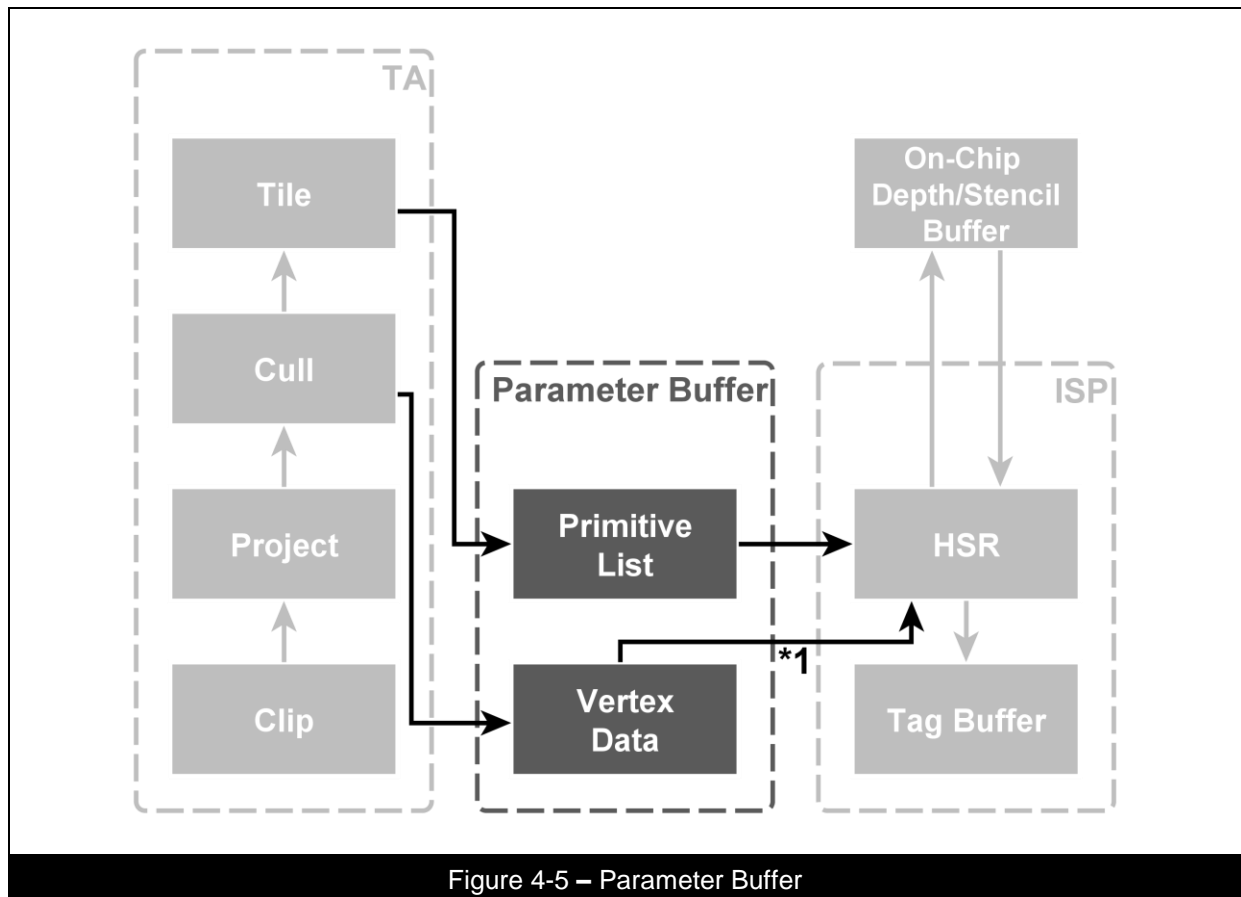 TA
Tile
Cull
Project
Clip
Parameter Buffer
Primitive
List
Vertex
Data
*1
On-Chip
Depth/Stencil
Buffer
ISP
HSR
Tag Buffer
Figure 4-5 – Parameter Buffer